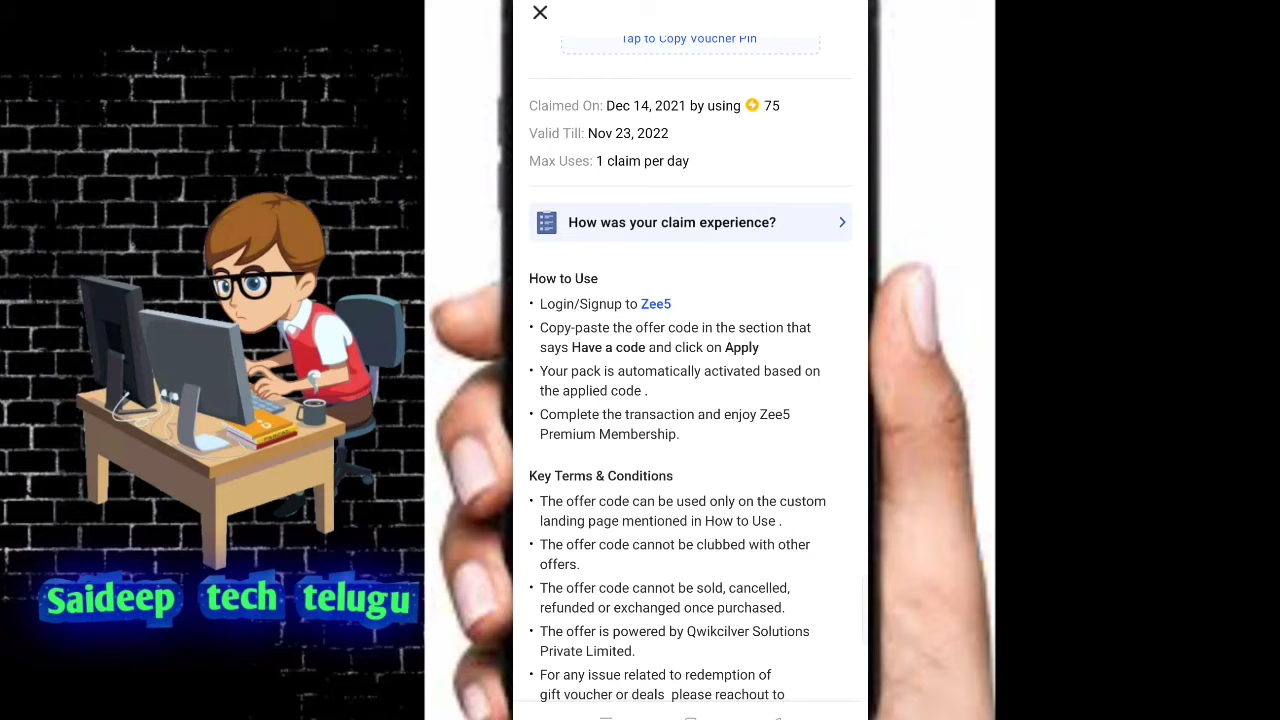 Tap to Copy Voucher Pin
Claimed On: Dec 14, 2021 by using 75
Valid Till: Nov 23, 2022
Max Uses: 1 claim per day
How was your claim experience?
How to Use
• Login/Signup to Zee5
• Copy-paste the offer code in the section that
says Have a code and click on Apply
• Your pack is automatically activated based on
the applied code .
• Complete the transaction and enjoy Zee5
Premium Membership.
Key Terms & Conditions
• The offer code can be used only on the custom
landing page mentioned in How to Use .
• The offer code cannot be clubbed with other
offers.
• The offer code cannot be sold, cancelled,
refunded or exchanged once purchased.
• The offer is powered by Qwikcilver Solutions
Private Limited.
• For any issue related to redemption of
gift voucher or deals please reachout to
Saideep tech telugu